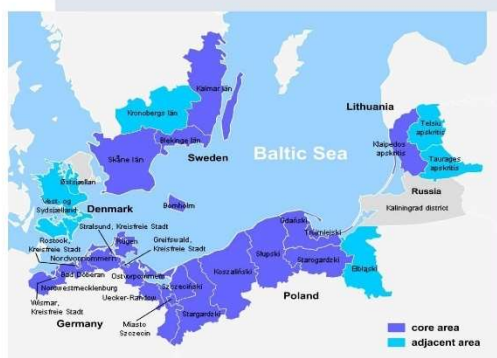 Kalmar län
Kronobergs län
Lithuania
Telsiu
apskritis
Klaipedos
apskritis
Blekinge län
Skåne län
Sweden
Baltic Sea
Taurages
apskritis
Russia
Kaliningrad district
Vest- og
Sydsjælland
Denmark
Bornholm
Stralsund, Kreisfreie Stadt
Rostock,
Kreisfreie Stadt
Rügen
Greifswald, Kreisfreie Stadt
Nordvorpommern
Gdański
Trójmiejski
Bad Doberan
Ostvorpommern
Słupski
Starogardzki
Elbląski
Nordwestmecklenburg
Szczeciński
Koszaliński
Wismar,
Kreisfreie Stadt
Uecker-Randow
Poland
Germany
Miasto
Szczecin
Stargardzki
core area
adjacent area